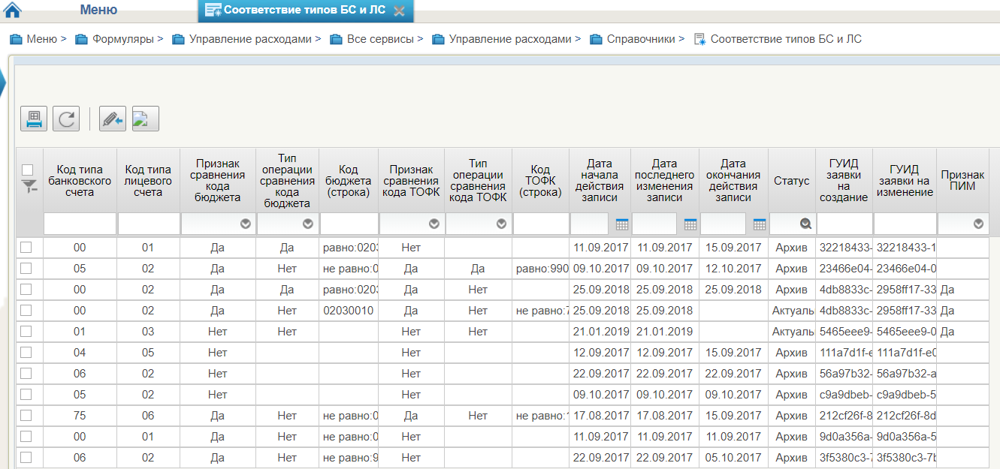 Меню
Соответствие типов БС и ЛС
Меню > Формуляры > Управление расходами > Все сервисы > Управление расходами > Справочники > Соответствие типов БС и ЛС
Код типа банковского счета
Код типа лицевого счета
Признак сравнения кода бюджета
Тип операции сравнения кода бюджета
Код бюджета (строка)
Признак сравнения кода ТОФК
Тип операции сравнения кода ТОФК
Код ТОФК (строка)
Дата начала действия записи
Дата последнего изменения записи
Дата окончания действия записи
Статус
ГУИД заявки на создание
ГУИД заявки на изменение
Признак ПИМ
00 01 Да Да равно:0203 Нет 11.09.2017 11.09.2017 15.09.2017 Архив 32218433- 32218433-1
05 02 Да Нет не равно:0 Да Да равно:990 09.10.2017 09.10.2017 12.10.2017 Архив 23466e04- 23466e04-0
00 02 Да Да равно:0203 Да Нет 25.09.2018 25.09.2018 25.09.2018 Архив 4db8833c- 2958ff17-33 Да
00 02 Да Нет 02030010 Да Нет не равно:7 25.09.2018 25.09.2018 Актуаль 4db8833c- 2958ff17-33 Да
01 03 Нет Нет Нет Нет 21.01.2019 21.01.2019 Актуаль 5465eee9- 5465eee9-0 Да
04 05 Нет Нет 12.09.2017 12.09.2017 15.09.2017 Архив 111a7d1f-e 111a7d1f-e0
06 02 Нет Нет 22.09.2017 22.09.2017 22.09.2017 Архив 56a97b32- 56a97b32-a
05 02 Нет Нет 09.10.2017 09.10.2017 09.10.2017 Архив c9a9dbeb- c9a9dbeb-5
75 06 Да Нет не равно:0 Да Нет не равно:1 17.08.2017 17.08.2017 15.09.2017 Архив 212cf26f-8 212cf26f-8d
00 01 Да Да не равно:0 Нет 11.09.2017 11.09.2017 11.09.2017 Архив 9d0a356a- 9d0a356a-5
06 02 Да Нет не равно:9 Нет 22.09.2017 22.09.2017 05.10.2017 Архив 3f5380c3-7 3f5380c3-7b